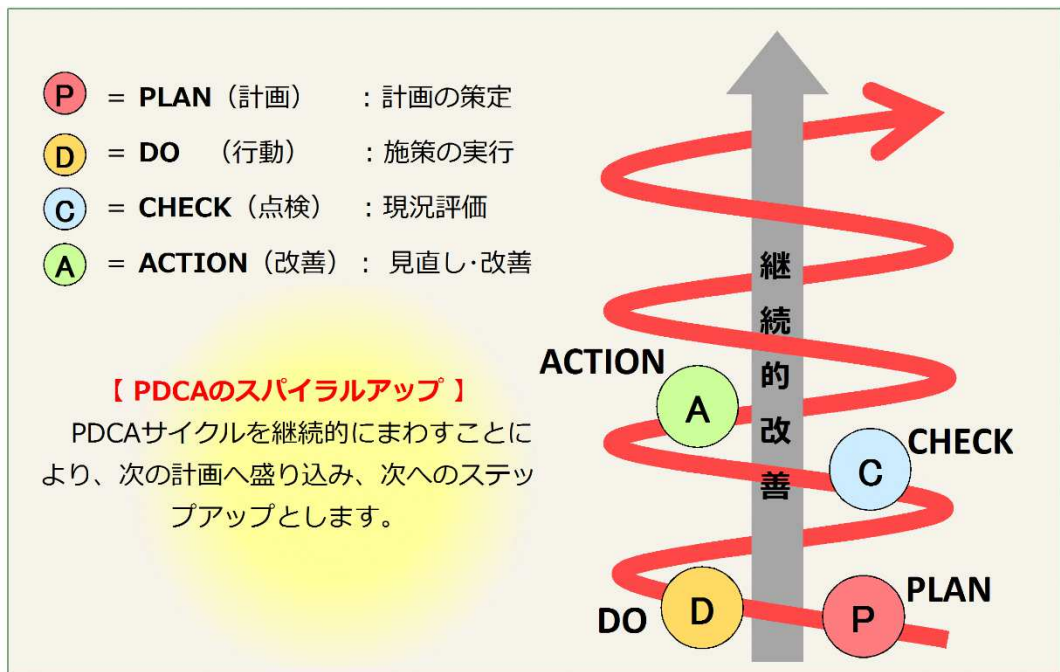 P = PLAN（計画） ：計画の策定
D = DO （行動） ：施策の実行
C = CHECK（点検） ：現況評価
A = ACTION（改善）： 見直し･改善
【 PDCAのスパイラルアップ 】
PDCAサイクルを継続的にまわすことに
より、次の計画へ盛り込み、次へのステッ
プアップとします。
継続的改善
ACTION
A
CHECK
C
DO
D
PLAN
P